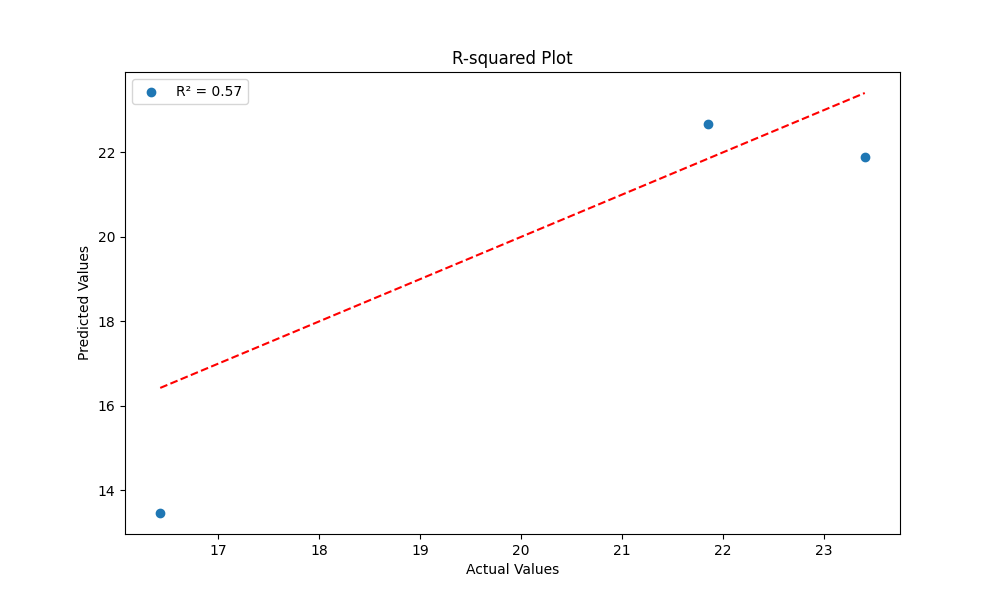 R-squared Plot
R² = 0.57
22
20
18
16
14
Predicted Values
17 18 19 20 21 22 23
Actual Values